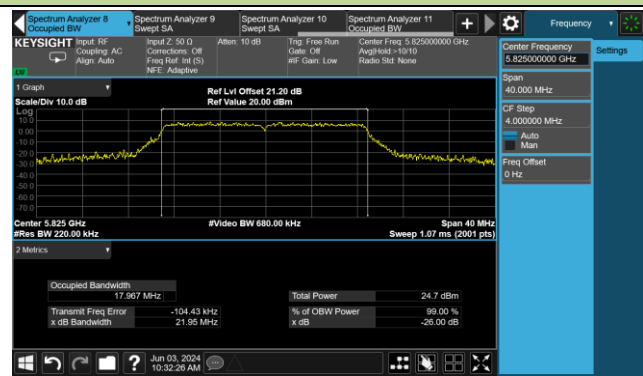 Spectrum Analyzer 8
Occupied BW
Spectrum Analyzer 9
Swept SA
Spectrum Analyzer 10
Swept SA
Spectrum Analyzer 11
Occupied BW
Frequency
KEYSIGHT
Input: RF
Coupling: AC
Align: Auto
Input Z: 50 Ω
Corrections: Off
Freq Ref: Int (S)
NFE: Adaptive
Atten: 10 dB
Trig: Free Run
Gate: Off
#IF Gain: Low
Center Freq: 5.825000000 GHz
Avg|Hold:>10/10
Radio Std: None
Center Frequency
5.825000000 GHz
Settings
Span
40.000 MHz
CF Step
4.000000 MHz
Auto
Man
Freq Offset
0 Hz
1 Graph
Scale/Div 10.0 dB
Ref Lvl Offset 21.20 dB
Ref Value 20.00 dBm
Log
10.0
0.00
-10.0
-20.0
-30.0
-40.0
-50.0
-60.0
-70.0
Center 5.825 GHz
#Res BW 220.00 kHz
#Video BW 680.00 kHz
Span 40 MHz
Sweep 1.07 ms (2001 pts)
2 Metrics
Occupied Bandwidth
17.967 MHz
Transmit Freq Error -104.43 kHz
x dB Bandwidth 21.95 MHz
Total Power 24.7 dBm
% of OBW Power 99.00 %
x dB -26.00 dB
Jun 03, 2024
10:32:26 AM